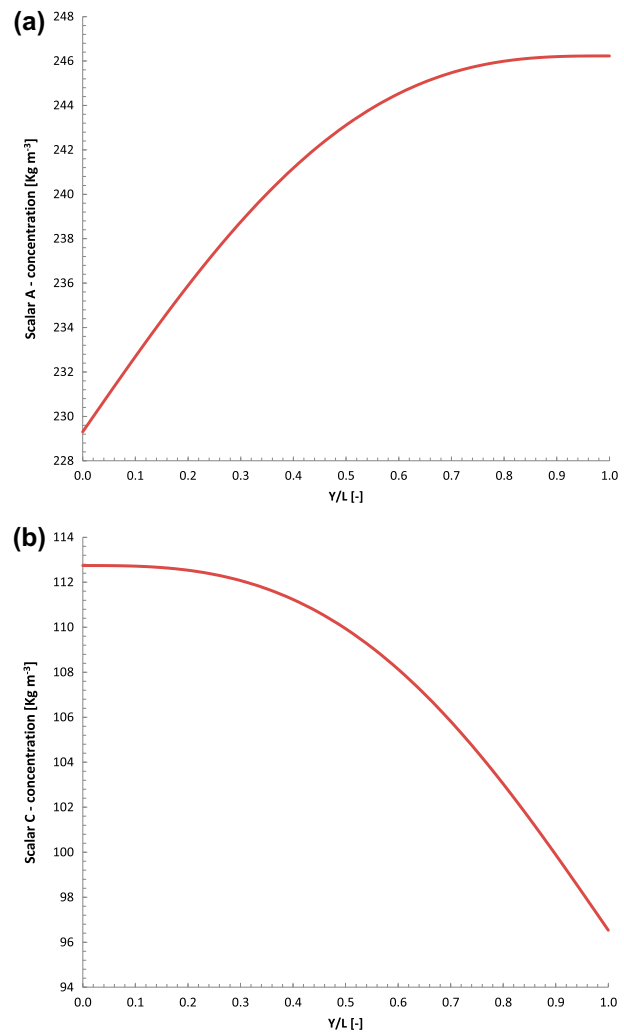 (a)
Scalar A - concentration [Kg m⁻³]
248
246
244
242
240
238
236
234
232
230
228
0.0 0.1 0.2 0.3 0.4 0.5 0.6 0.7 0.8 0.9 1.0
Y/L [-]
(b)
Scalar C - concentration [Kg m⁻³]
114
112
110
108
106
104
102
100
98
96
94
0.0 0.1 0.2 0.3 0.4 0.5 0.6 0.7 0.8 0.9 1.0
Y/L [-]